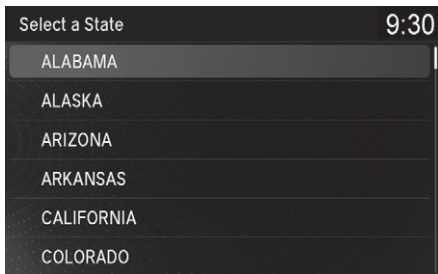 Select a State 9:30
ALABAMA
ALASKA
ARIZONA
ARKANSAS
CALIFORNIA
COLORADO